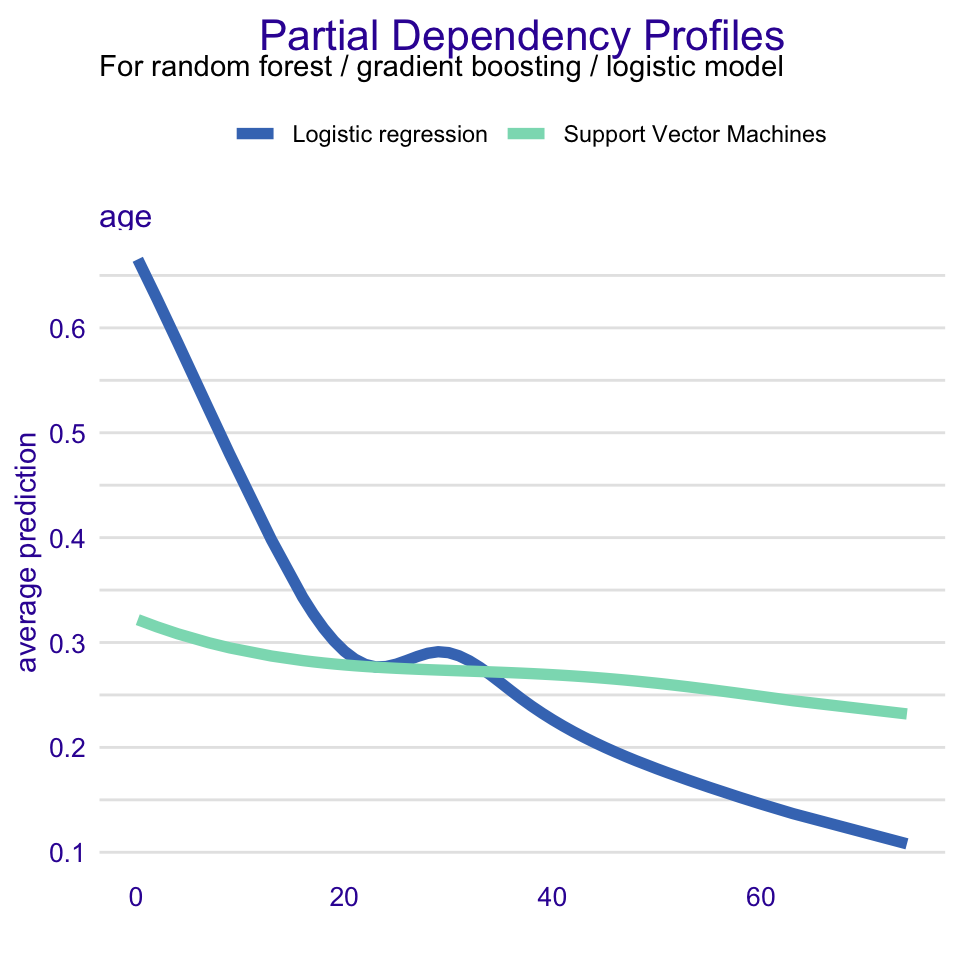 Partial Dependency Profiles
For random forest / gradient boosting / logistic model
Logistic regression Support Vector Machines
age
average prediction
0.6
0.5
0.4
0.3
0.2
0.1
0 20 40 60